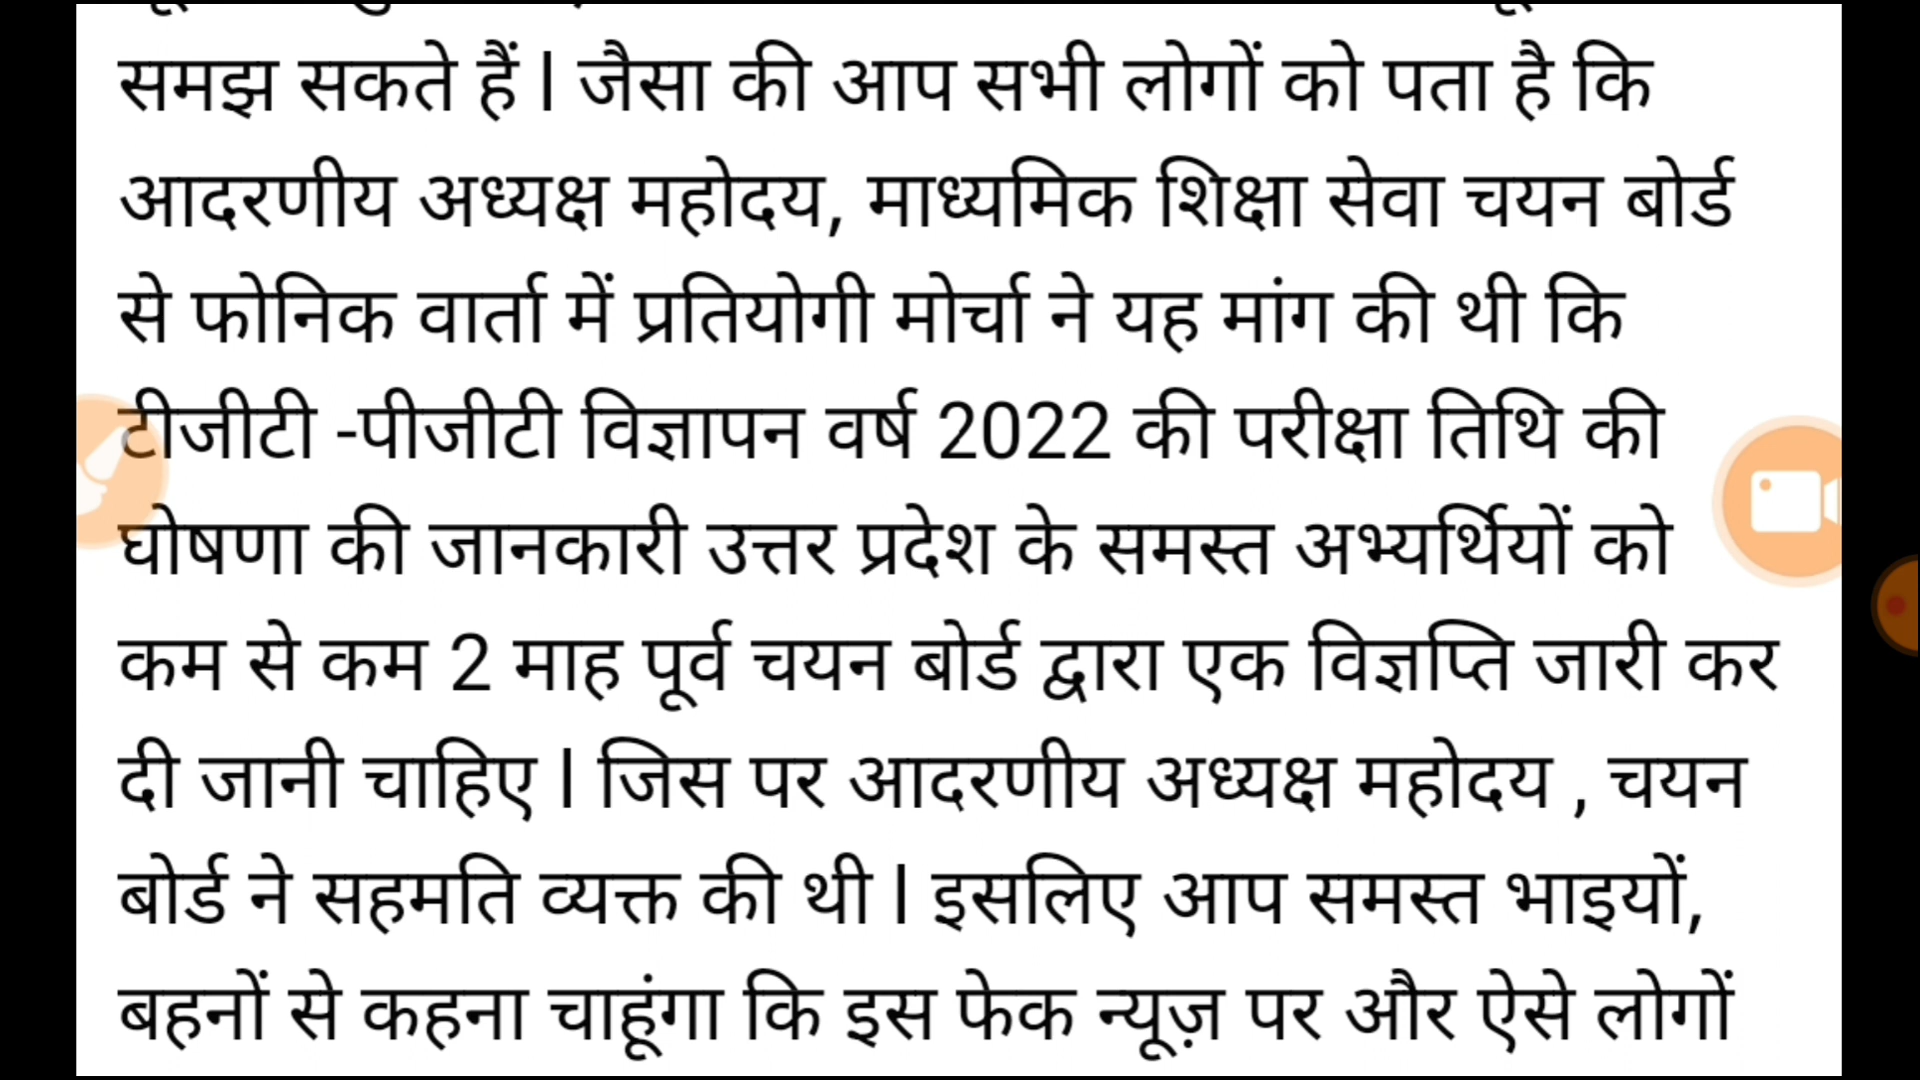 समझ सकते हैं l जैसा की आप सभी लोगों को पता है कि
आदरणीय अध्यक्ष महोदय, माध्यमिक शिक्षा सेवा चयन बोर्ड
से फोनिक वार्ता में प्रतियोगी मोर्चा ने यह मांग की थी कि
टीजीटी -पीजीटी विज्ञापन वर्ष 2022 की परीक्षा तिथि की
घोषणा की जानकारी उत्तर प्रदेश के समस्त अभ्यर्थियों को
कम से कम 2 माह पूर्व चयन बोर्ड द्वारा एक विज्ञप्ति जारी कर
दी जानी चाहिए l जिस पर आदरणीय अध्यक्ष महोदय , चयन
बोर्ड ने सहमति व्यक्त की थी l इसलिए आप समस्त भाइयों,
बहनों से कहना चाहूंगा कि इस फेक न्यूज़ पर और ऐसे लोगों